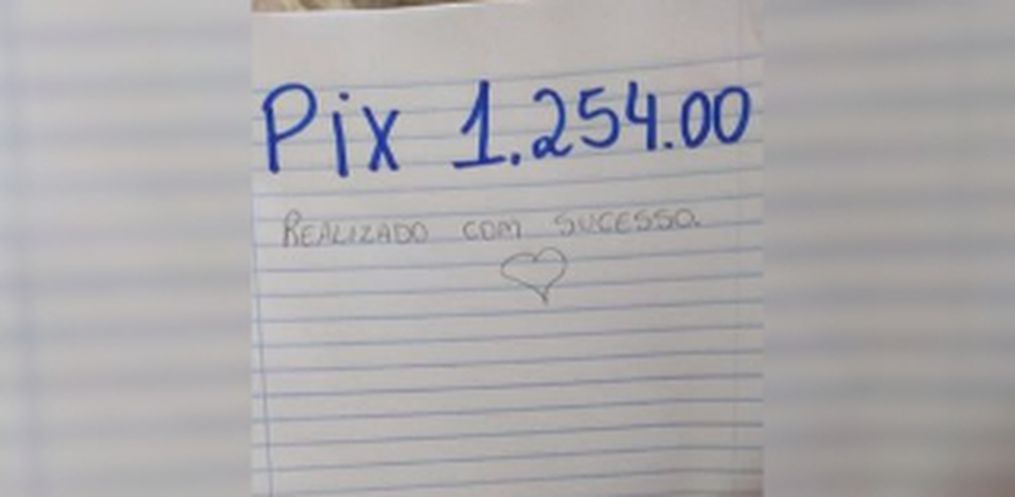 Pix 1.254.00
REALIZADO COM SUCESSO.